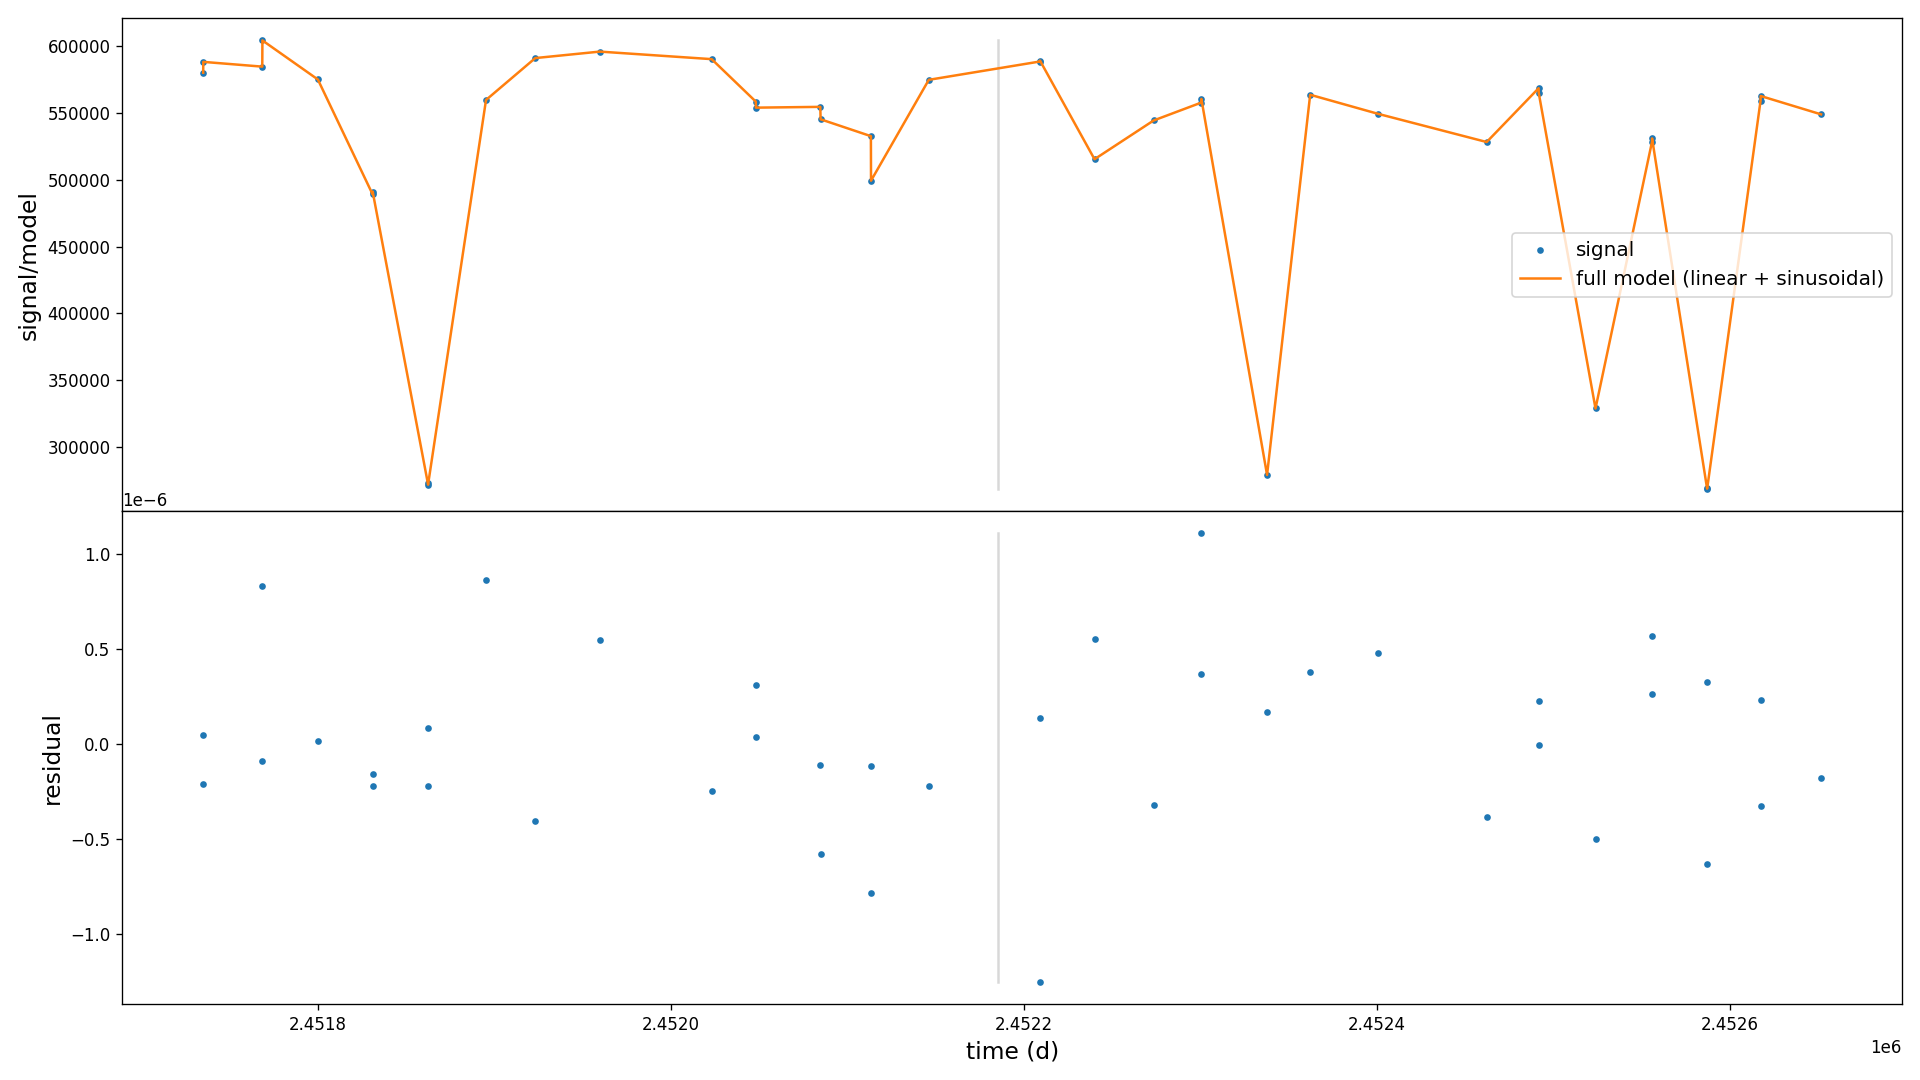 600000
550000
500000
450000
400000
350000
300000
signal/model
signal
full model (linear + sinusoidal)
1e−6
1.0
0.5
0.0
−0.5
−1.0
residual
2.4518
2.4520
2.4522
2.4524
2.4526
time (d)
1e6